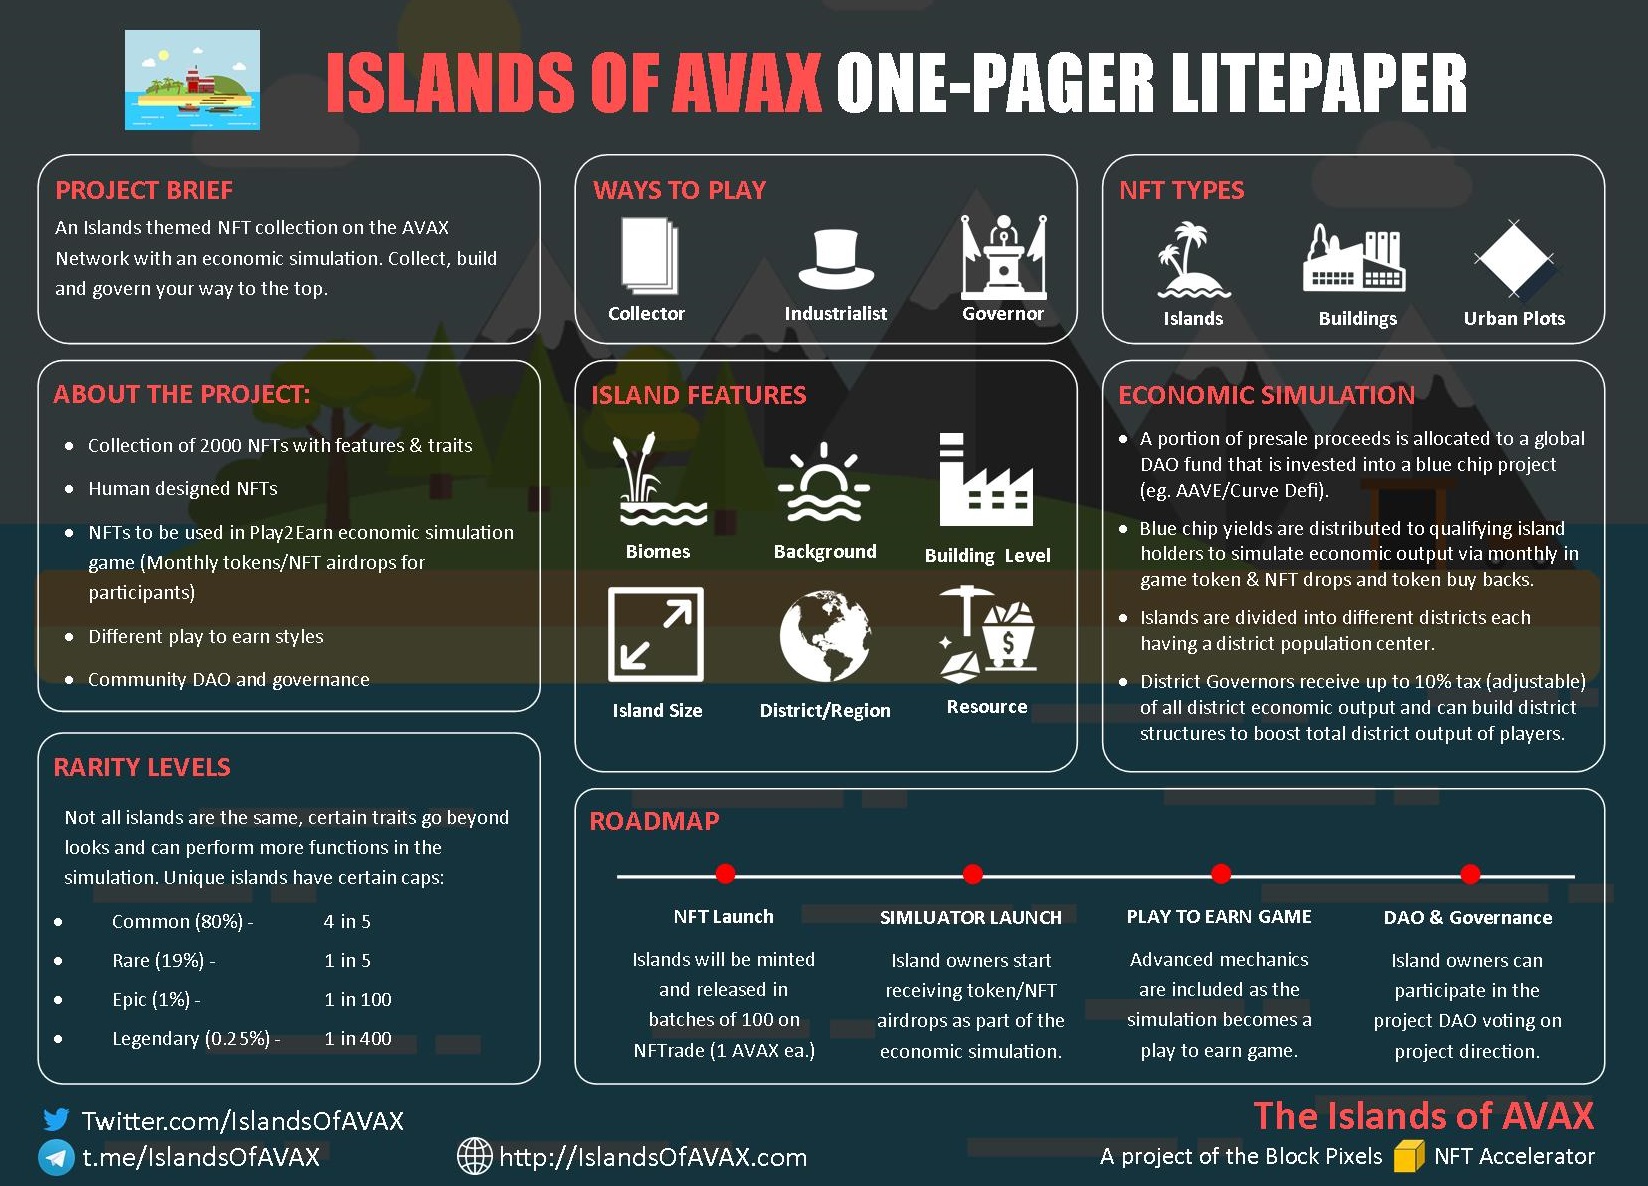 ISLANDS OF AVAX ONE-PAGER LITEPAPER
PROJECT BRIEF
An Islands themed NFT collection on the AVAX
Network with an economic simulation. Collect, build
and govern your way to the top.
WAYS TO PLAY
Collector
Industrialist
Governor
NFT TYPES
Islands
Buildings
Urban Plots
ABOUT THE PROJECT:
• Collection of 2000 NFTs with features & traits
• Human designed NFTs
• NFTs to be used in Play2Earn economic simulation
game (Monthly tokens/NFT airdrops for
participants)
• Different play to earn styles
• Community DAO and governance
ISLAND FEATURES
Biomes
Background
Building Level
Island Size
District/Region
$
Resource
ECONOMIC SIMULATION
• A portion of presale proceeds is allocated to a global
DAO fund that is invested into a blue chip project
(eg. AAVE/Curve Defi).
• Blue chip yields are distributed to qualifying island
holders to simulate economic output via monthly in
game token & NFT drops and token buy backs.
• Islands are divided into different districts each
having a district population center.
• District Governors receive up to 10% tax (adjustable)
of all district economic output and can build district
structures to boost total district output of players.
RARITY LEVELS
Not all islands are the same, certain traits go beyond
looks and can perform more functions in the
simulation. Unique islands have certain caps:
• Common (80%) - 4 in 5
• Rare (19%) - 1 in 5
• Epic (1%) - 1 in 100
• Legendary (0.25%) - 1 in 400
ROADMAP
NFT Launch
Islands will be minted
and released in
batches of 100 on
NFTrade (1 AVAX ea.)
SIMLUATOR LAUNCH
Island owners start
receiving token/NFT
airdrops as part of the
economic simulation.
PLAY TO EARN GAME
Advanced mechanics
are included as the
simulation becomes a
play to earn game.
DAO & Governance
Island owners can
participate in the
project DAO voting on
project direction.
Twitter.com/IslandsOfAVAX
t.me/IslandsOfAVAX
http://IslandsOfAVAX.com
The Islands of AVAX
A project of the Block Pixels NFT Accelerator